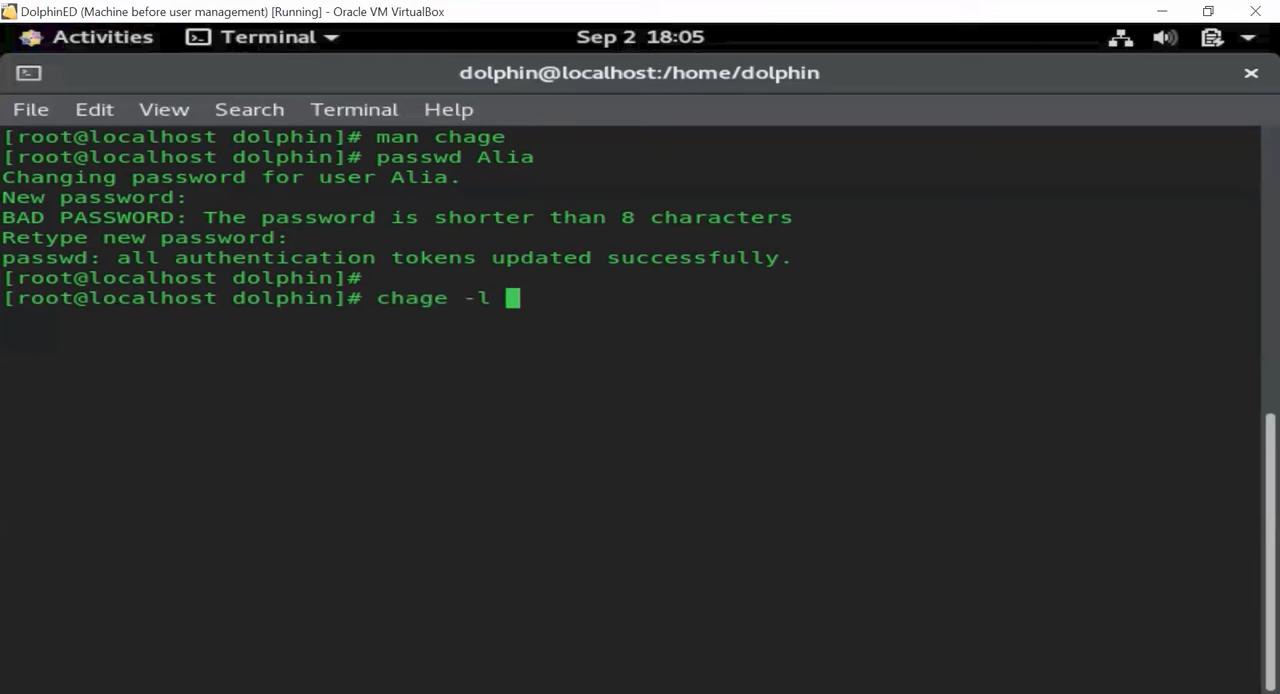 DolphinED (Machine before user management) [Running] - Oracle VM VirtualBox
Activities Terminal Sep 2 18:05
dolphin@localhost:/home/dolphin
File Edit View Search Terminal Help
[root@localhost dolphin]# man chage
[root@localhost dolphin]# passwd Alia
Changing password for user Alia.
New password:
BAD PASSWORD: The password is shorter than 8 characters
Retype new password:
passwd: all authentication tokens updated successfully.
[root@localhost dolphin]#
[root@localhost dolphin]# chage -l